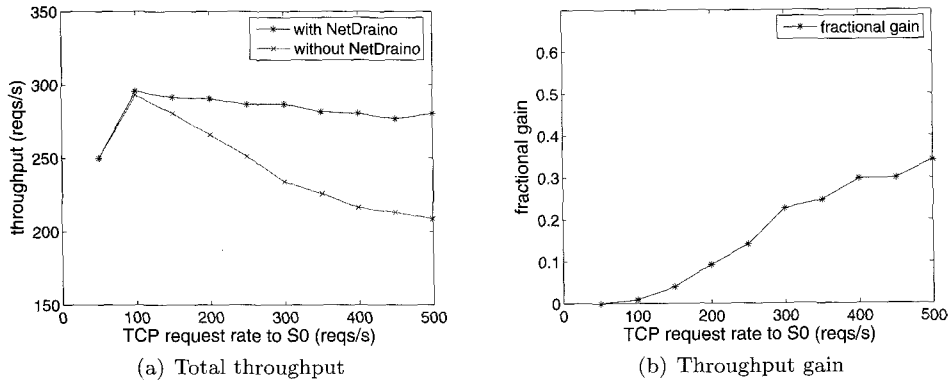 with NetDraino
without NetDraino
throughput (reqs/s)
350
300
250
200
150
0
100
200
300
400
500
TCP request rate to S0 (reqs/s)
(a) Total throughput
fractional gain
fractional gain
0.6
0.5
0.4
0.3
0.2
0.1
0
0
100
200
300
400
500
TCP request rate to S0 (reqs/s)
(b) Throughput gain